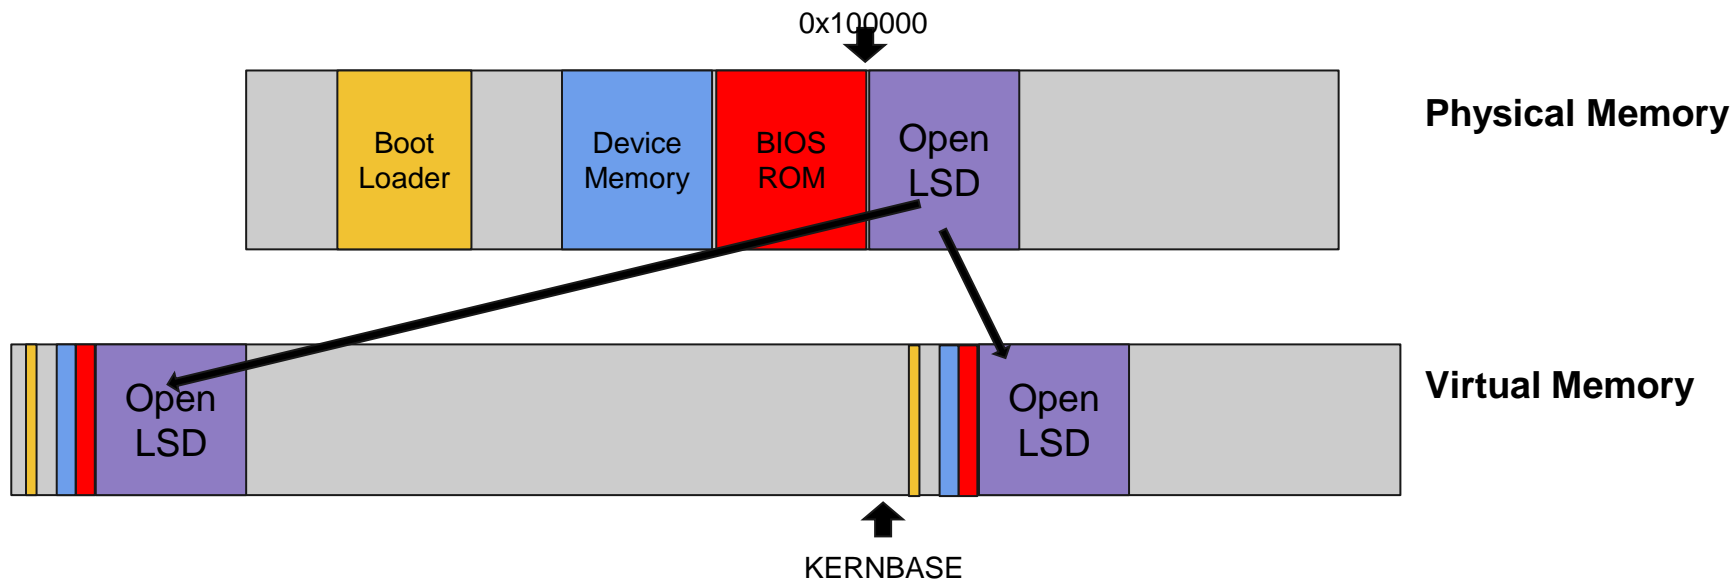 0x100000
Boot
Loader
Device
Memory
BIOS
ROM
Open
LSD
Physical Memory
Open
LSD
Open
LSD
Virtual Memory
KERNBASE